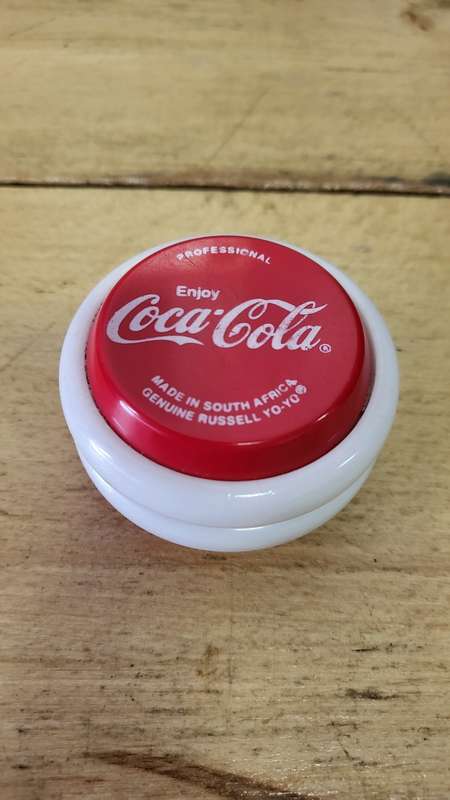 PROFESSIONAL
Enjoy
Coca-Cola®
MADE IN SOUTH AFRICA
GENUINE RUSSELL YO-YO®